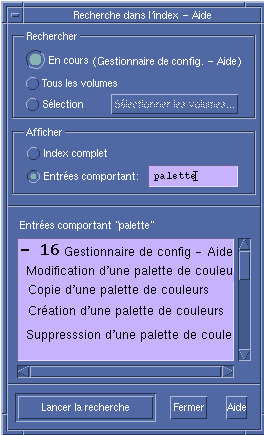 Recherche dans l'index - Aide
Rechercher
En cours (Gestionnaire de config. - Aide)
Tous les volumes
Sélection Sélectionner les volumes...
Afficher
Index complet
Entrées comportant: palette
Entrées comportant "palette"
- 16 Gestionnaire de config - Aide
Modification d'une palette de couleu
Copie d'une palette de couleurs
Création d'une palette de couleurs
Suppresssion d'une palette de coule
Lancer la recherche Fermer Aide